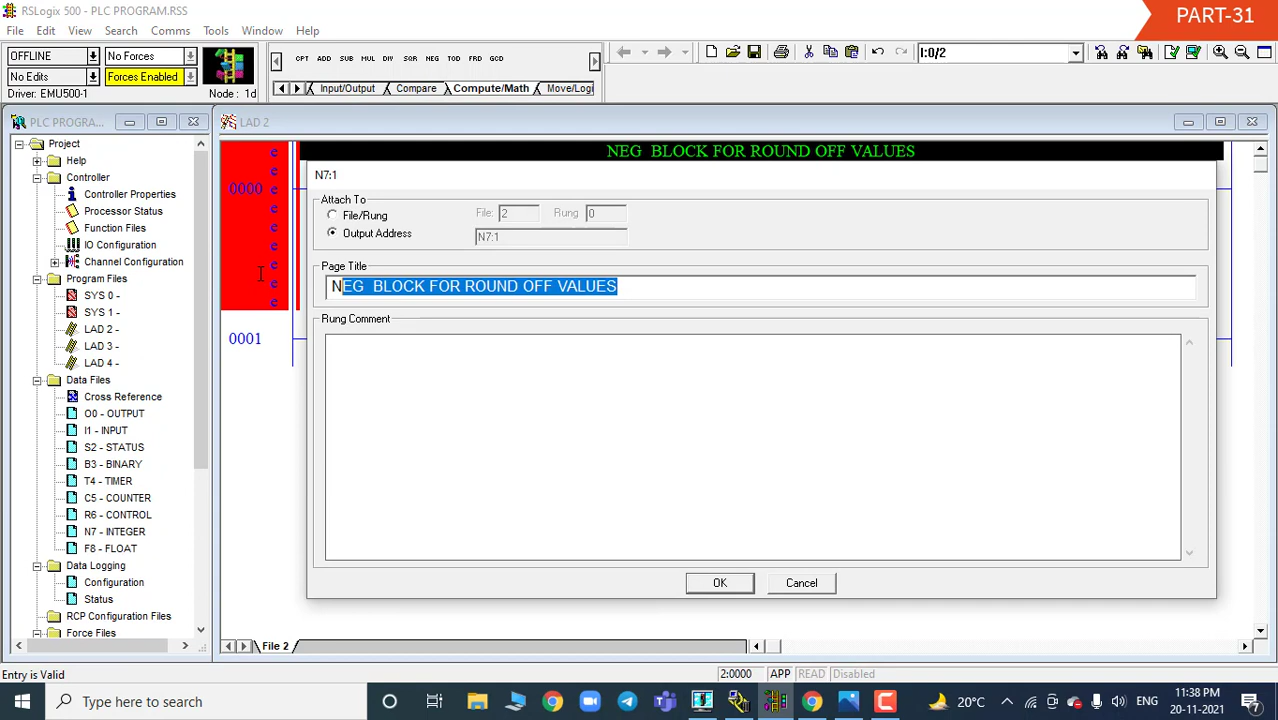 RSLogix 500 - PLC PROGRAM.RSS
PART-31
File Edit View Search Comms Tools Window Help
OFFLINE No Forces
No Edits Forces Enabled
Driver: EMU500-1 Node : 1d
CPT ADD SUB MUL DIV SQR NEG TOD FRD GCD
Input/Output Compare Compute/Math Move/Logi
I:0/2
PLC PROGRA...
LAD 2
Project
Help
Controller
Controller Properties
Processor Status
Function Files
IO Configuration
Channel Configuration
Program Files
SYS 0 -
SYS 1 -
LAD 2 -
LAD 3 -
LAD 4 -
Data Files
Cross Reference
O0 - OUTPUT
I1 - INPUT
S2 - STATUS
B3 - BINARY
T4 - TIMER
C5 - COUNTER
R6 - CONTROL
N7 - INTEGER
F8 - FLOAT
Data Logging
Configuration
Status
RCP Configuration Files
Force Files
NEG BLOCK FOR ROUND OFF VALUES
e
e
0000 e
e
e
e
e
e
e
0001
N7:1
Attach To
File/Rung File: 2 Rung 0
Output Address N7:1
Page Title
NEG BLOCK FOR ROUND OFF VALUES
Rung Comment
OK Cancel
File 2
Entry is Valid
2:0000 APP READ Disabled
Type here to search
20°C
ENG
11:38 PM
20-11-2021
7